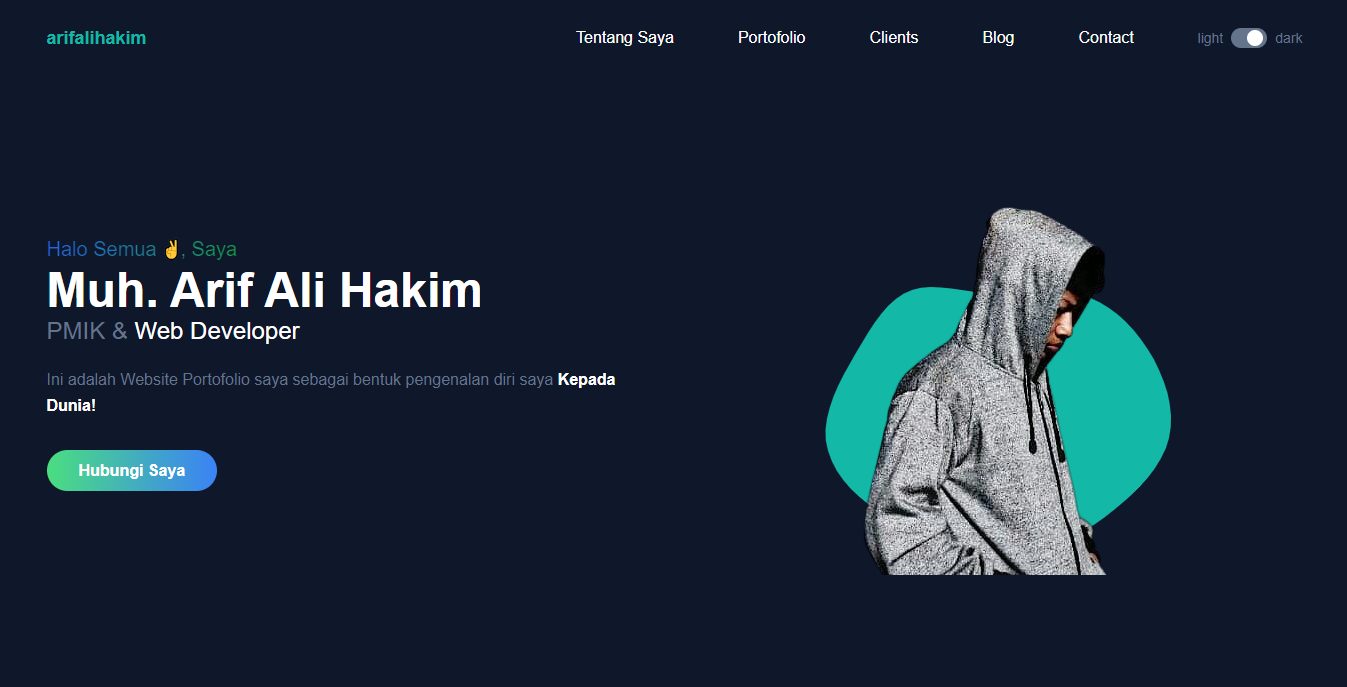 arifalihakim
Tentang Saya
Portofolio
Clients
Blog
Contact
light
dark
Halo Semua ✌, Saya
Muh. Arif Ali Hakim
PMIK & Web Developer
Ini adalah Website Portofolio saya sebagai bentuk pengenalan diri saya Kepada
Dunia!
Hubungi Saya